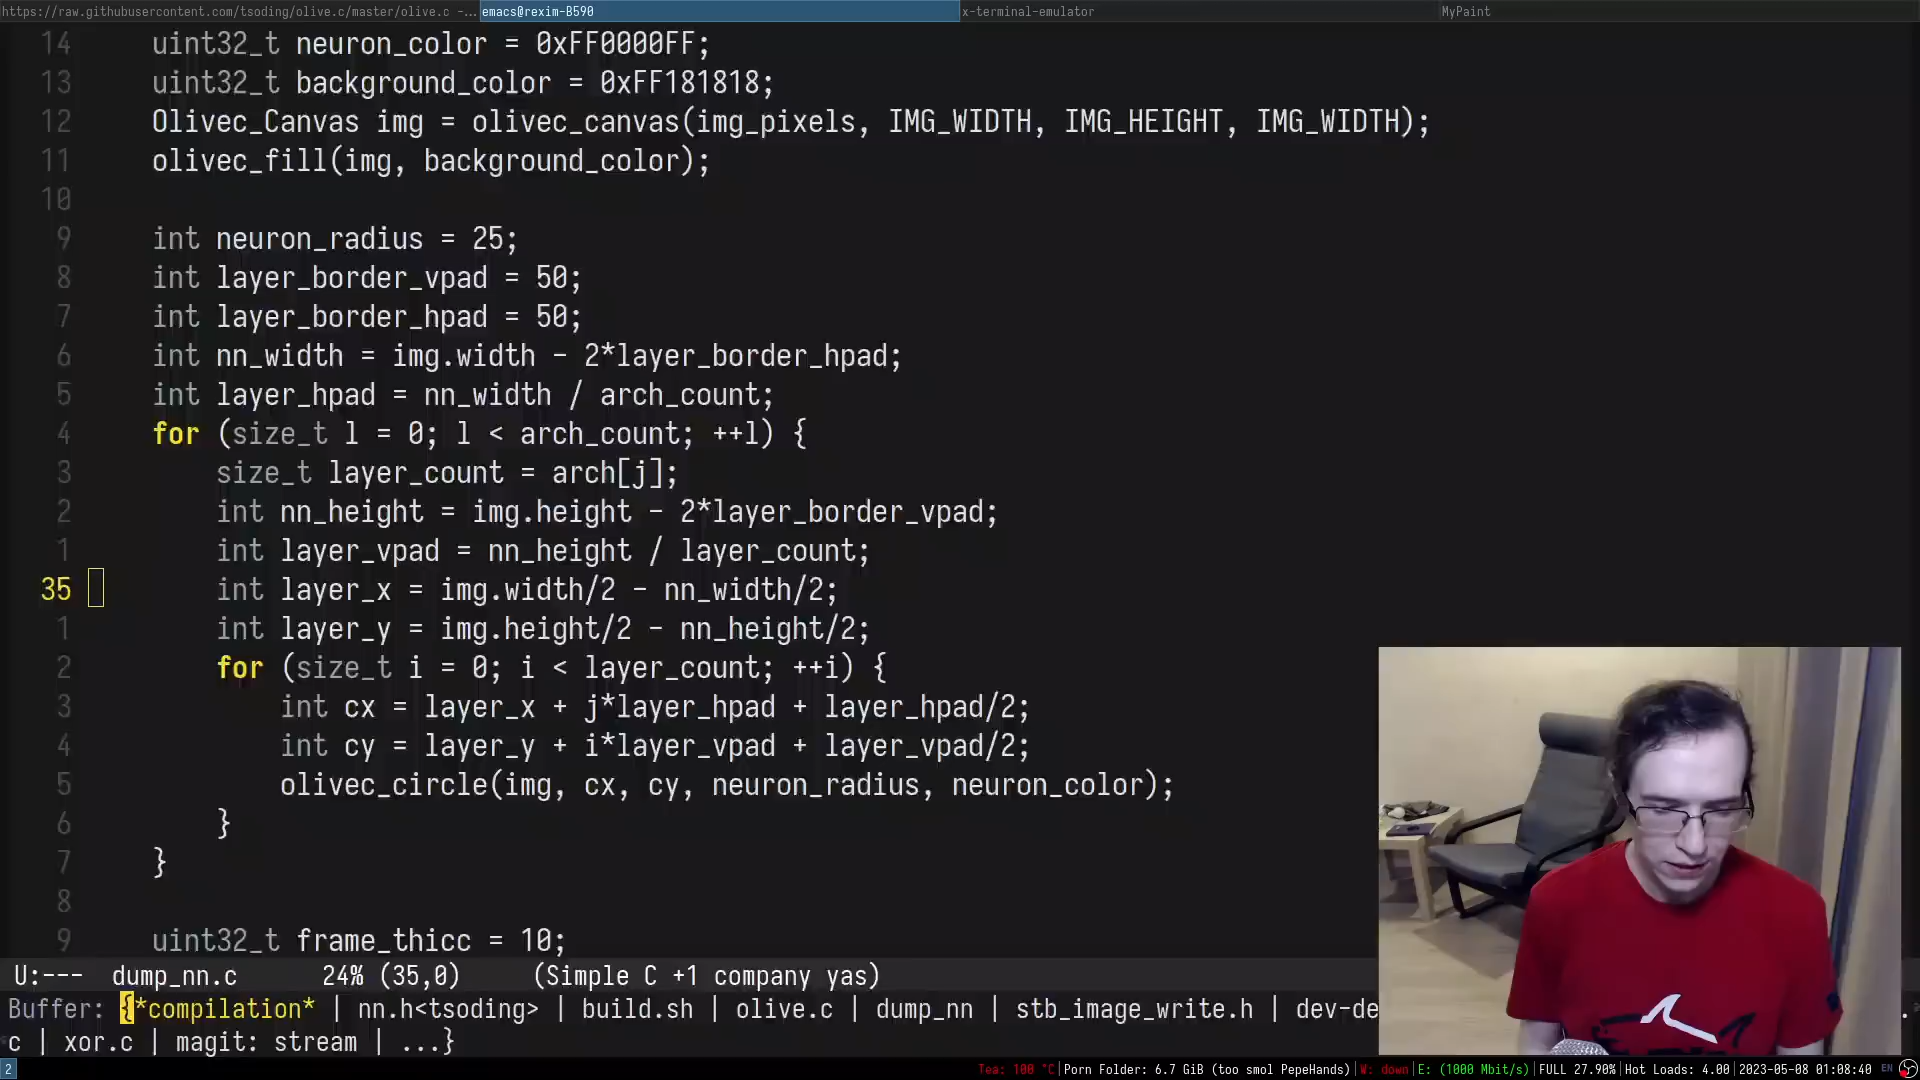 https://raw.githubusercontent.com/tsoding/olive.c/master/olive.c -...
emacs@rexim-B590
x-terminal-emulator
MyPaint
14 uint32_t neuron_color = 0xFF0000FF;
13 uint32_t background_color = 0xFF181818;
12 Olivec_Canvas img = olivec_canvas(img_pixels, IMG_WIDTH, IMG_HEIGHT, IMG_WIDTH);
11 olivec_fill(img, background_color);
10
9 int neuron_radius = 25;
8 int layer_border_vpad = 50;
7 int layer_border_hpad = 50;
6 int nn_width = img.width - 2*layer_border_hpad;
5 int layer_hpad = nn_width / arch_count;
4 for (size_t l = 0; l < arch_count; ++l) {
3 size_t layer_count = arch[j];
2 int nn_height = img.height - 2*layer_border_vpad;
1 int layer_vpad = nn_height / layer_count;
35 int layer_x = img.width/2 - nn_width/2;
1 int layer_y = img.height/2 - nn_height/2;
2 for (size_t i = 0; i < layer_count; ++i) {
3 int cx = layer_x + j*layer_hpad + layer_hpad/2;
4 int cy = layer_y + i*layer_vpad + layer_vpad/2;
5 olivec_circle(img, cx, cy, neuron_radius, neuron_color);
6 }
7 }
8
9 uint32_t frame_thicc = 10;
U:--- dump_nn.c 24% (35,0) (Simple C +1 company yas)
Buffer: {*compilation* | nn.h<tsoding> | build.sh | olive.c | dump_nn | stb_image_write.h | dev-de .
c | xor.c | magit: stream | ...}
2 Tea: 100 °C|Porn Folder: 6.7 GiB (too smol PepeHands)|W: down|E: (1000 Mbit/s)|FULL 27.90%|Hot Loads: 4.00|2023-05-08 01:08:40 EN